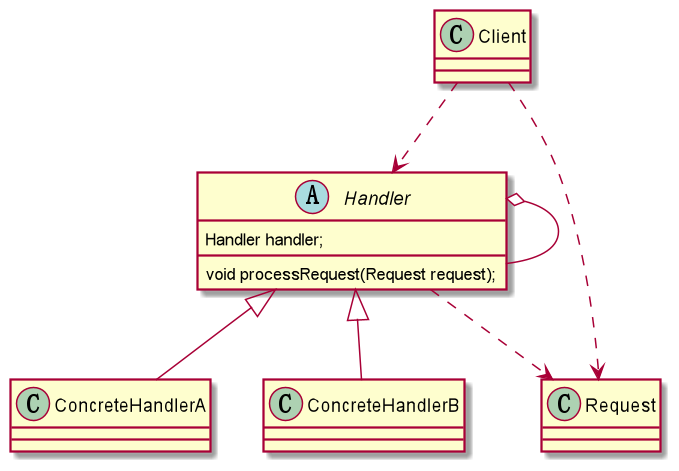 C Client
A Handler
Handler handler;
void processRequest(Request request);
C ConcreteHandlerA
C ConcreteHandlerB
C Request